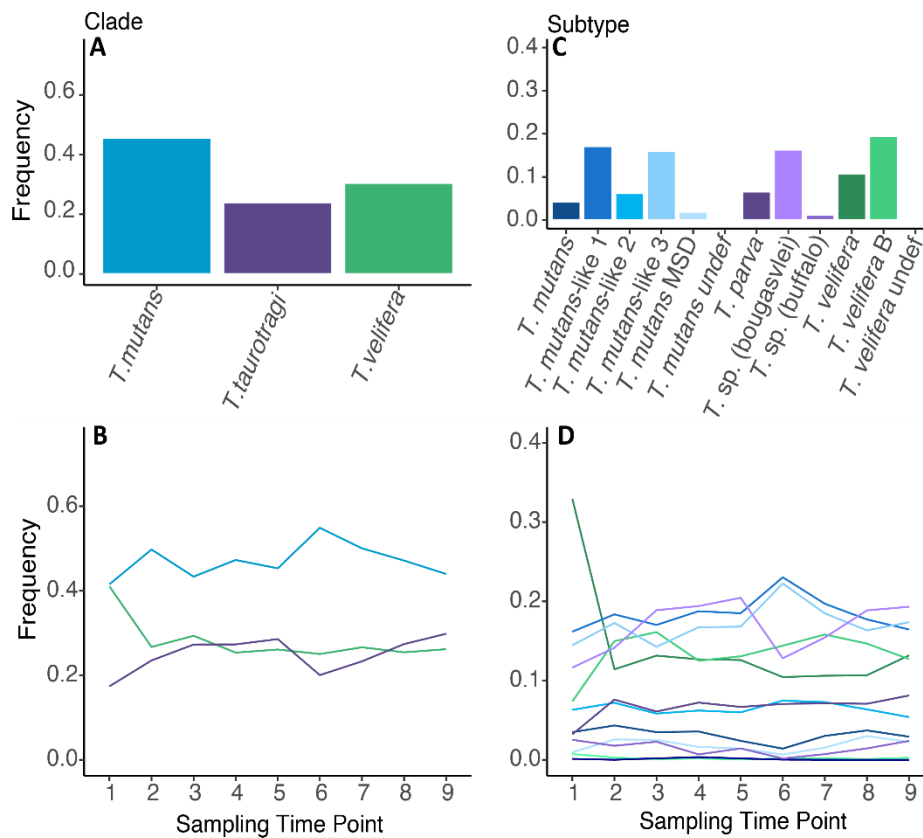 Clade
A
Frequency
0.6
0.4
0.2
0.0
T.mutans
T.taurotragi
T.velifera
Subtype
C
0.4
0.3
0.2
0.1
0.0
T. mutans
T. mutans-like 1
T. mutans-like 2
T. mutans-like 3
T. mutans MSD
T. mutans undef
T. parva
T. sp. (bougasvlei)
T. sp. (buffalo)
T. velifera
T. velifera B
T. velifera undef
B
Frequency
0.6
0.4
0.2
0.0
1 2 3 4 5 6 7 8 9
Sampling Time Point
D
0.4
0.3
0.2
0.1
0.0
1 2 3 4 5 6 7 8 9
Sampling Time Point